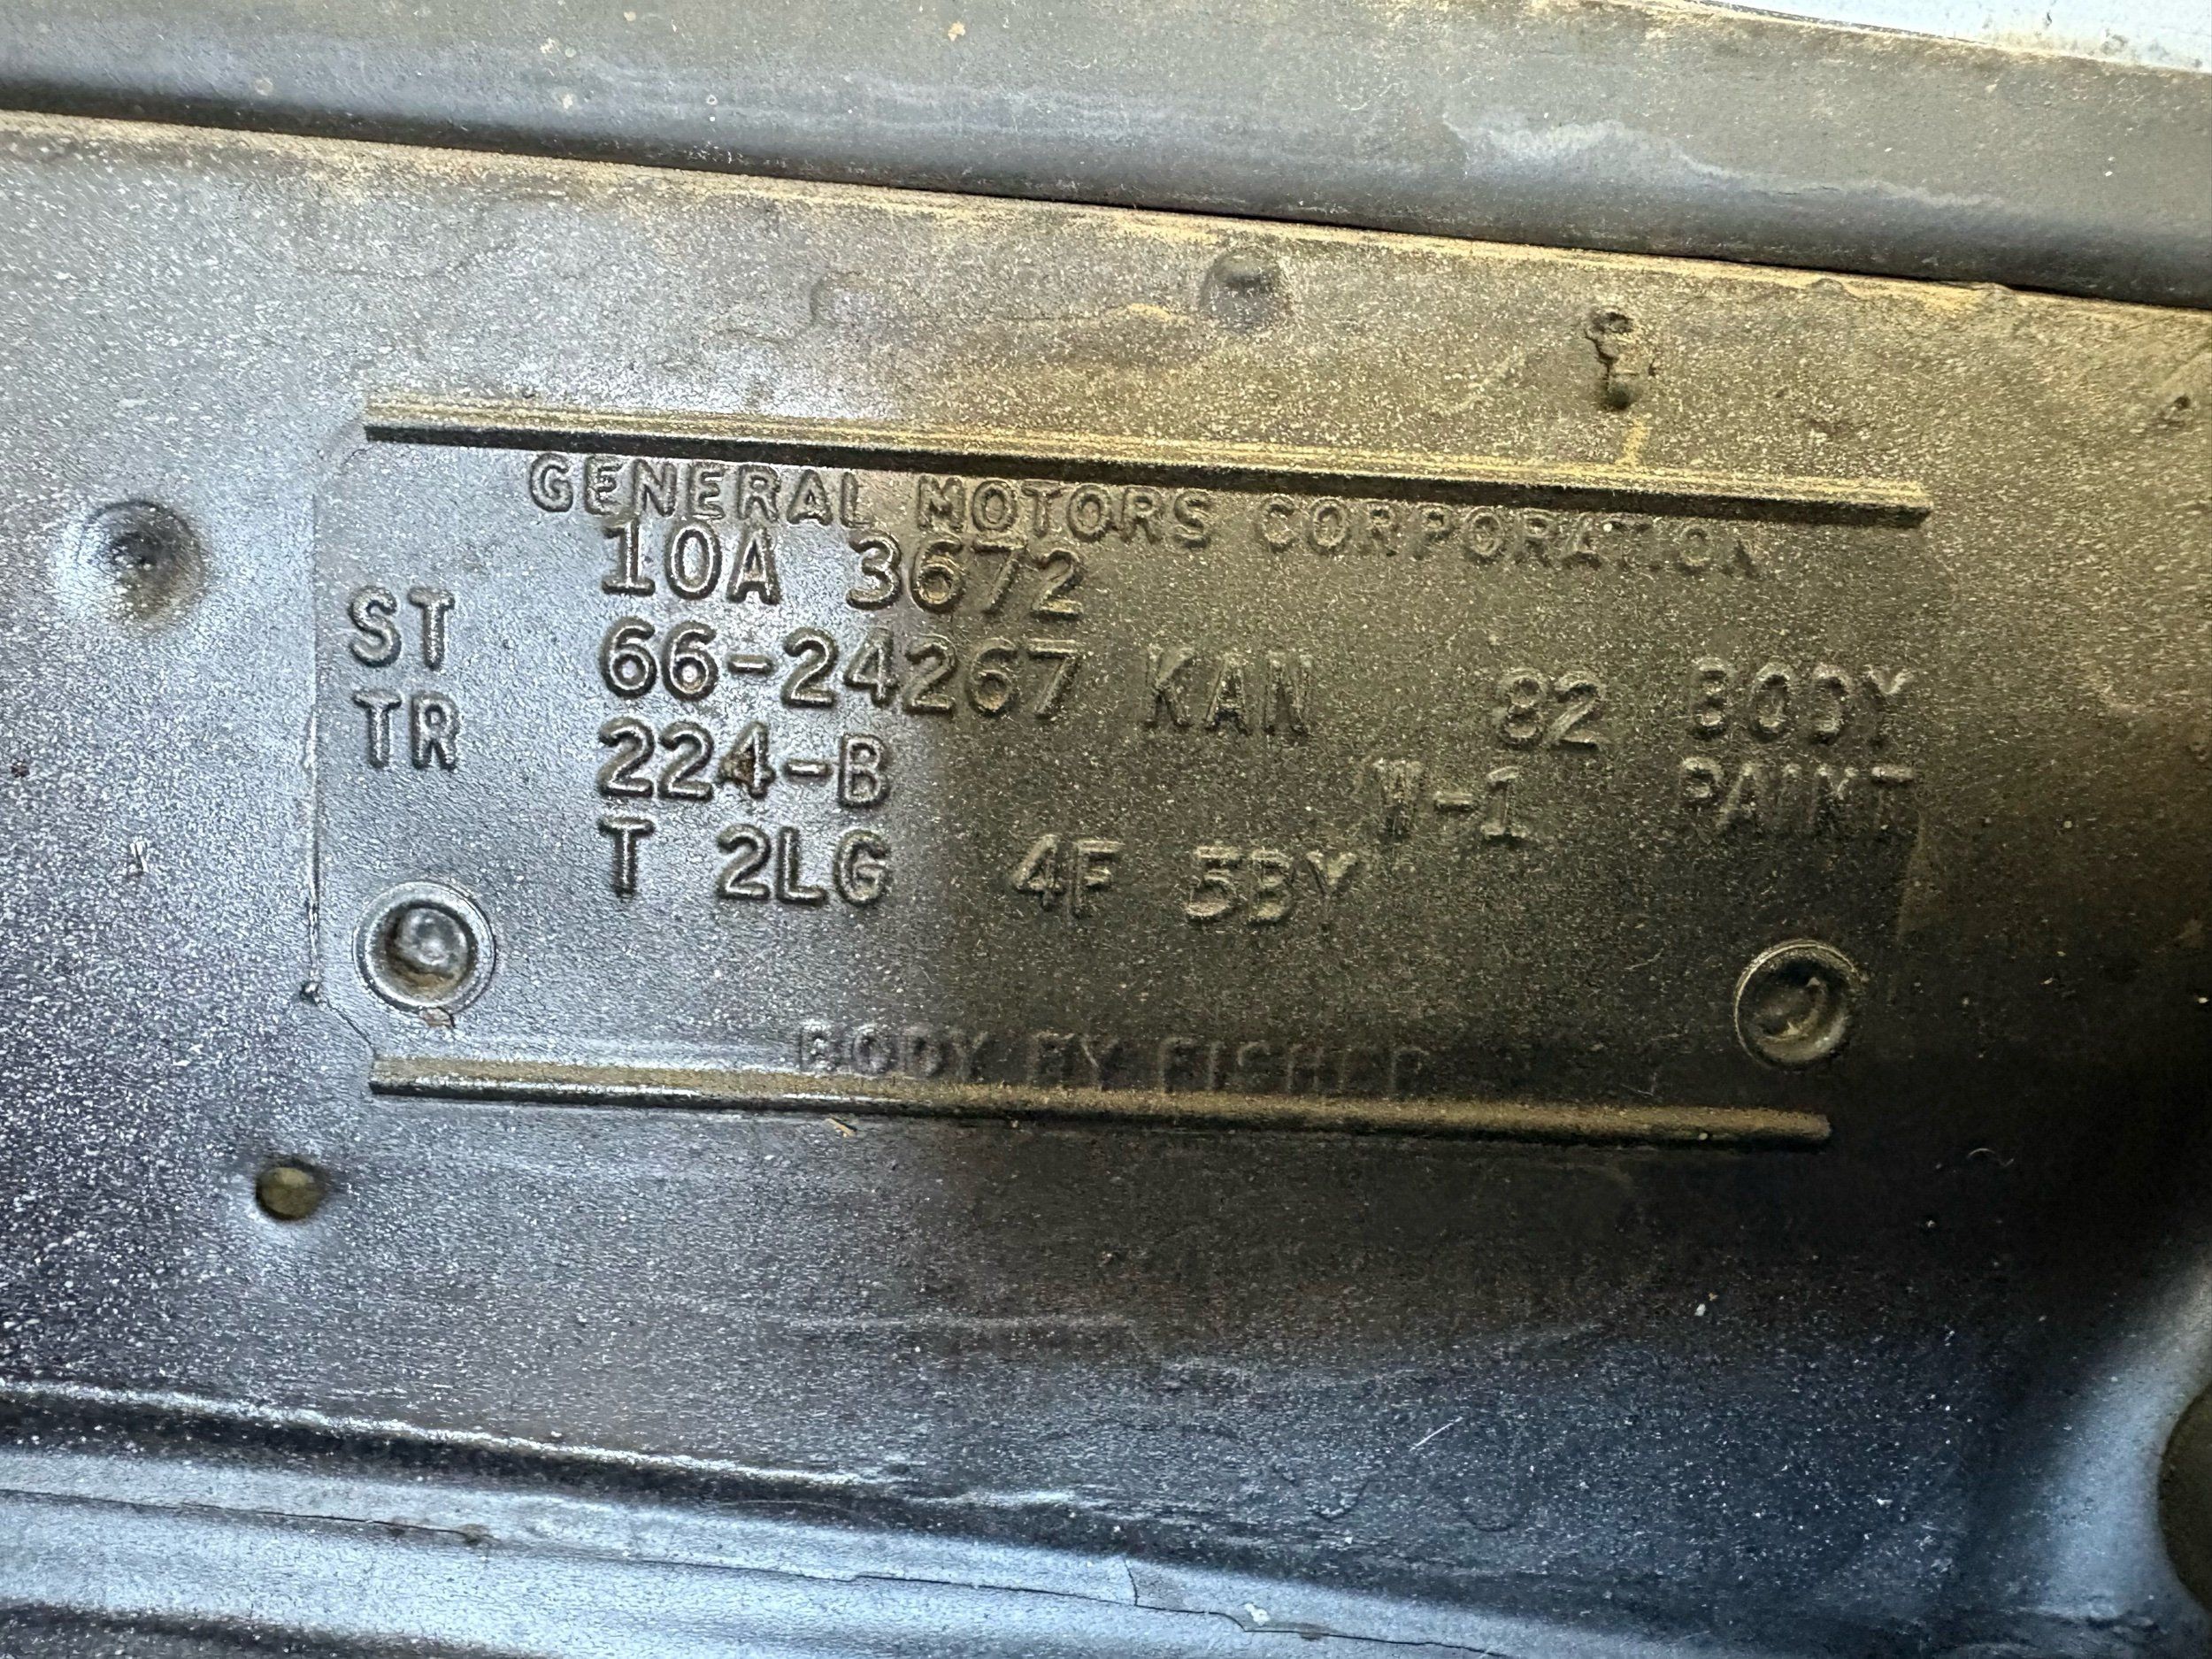 GENERAL MOTORS CORPORATION
10A 3672
ST 66-24267 KAN 82 BODY
TR 224-B W-1 PAINT
T 2LG 4F 5BY
BODY BY FISHER